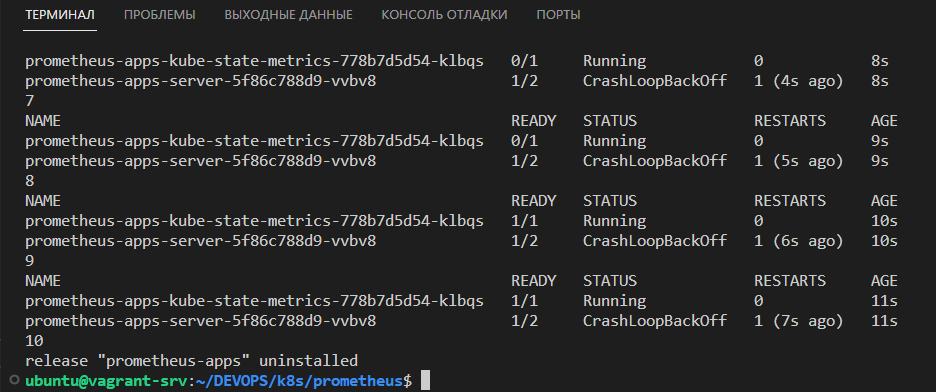 ТЕРМИНАЛ ПРОБЛЕМЫ ВЫХОДНЫЕ ДАННЫЕ КОНСОЛЬ ОТЛАДКИ ПОРТЫ
prometheus-apps-kube-state-metrics-778b7d5d54-klbqs 0/1 Running 0 8s
prometheus-apps-server-5f86c788d9-vvbv8 1/2 CrashLoopBackOff 1 (4s ago) 8s
7
NAME READY STATUS RESTARTS AGE
prometheus-apps-kube-state-metrics-778b7d5d54-klbqs 0/1 Running 0 9s
prometheus-apps-server-5f86c788d9-vvbv8 1/2 CrashLoopBackOff 1 (5s ago) 9s
8
NAME READY STATUS RESTARTS AGE
prometheus-apps-kube-state-metrics-778b7d5d54-klbqs 1/1 Running 0 10s
prometheus-apps-server-5f86c788d9-vvbv8 1/2 CrashLoopBackOff 1 (6s ago) 10s
9
NAME READY STATUS RESTARTS AGE
prometheus-apps-kube-state-metrics-778b7d5d54-klbqs 1/1 Running 0 11s
prometheus-apps-server-5f86c788d9-vvbv8 1/2 CrashLoopBackOff 1 (7s ago) 11s
10
release "prometheus-apps" uninstalled
ubuntu@vagrant-srv:~/DEVOPS/k8s/prometheus$